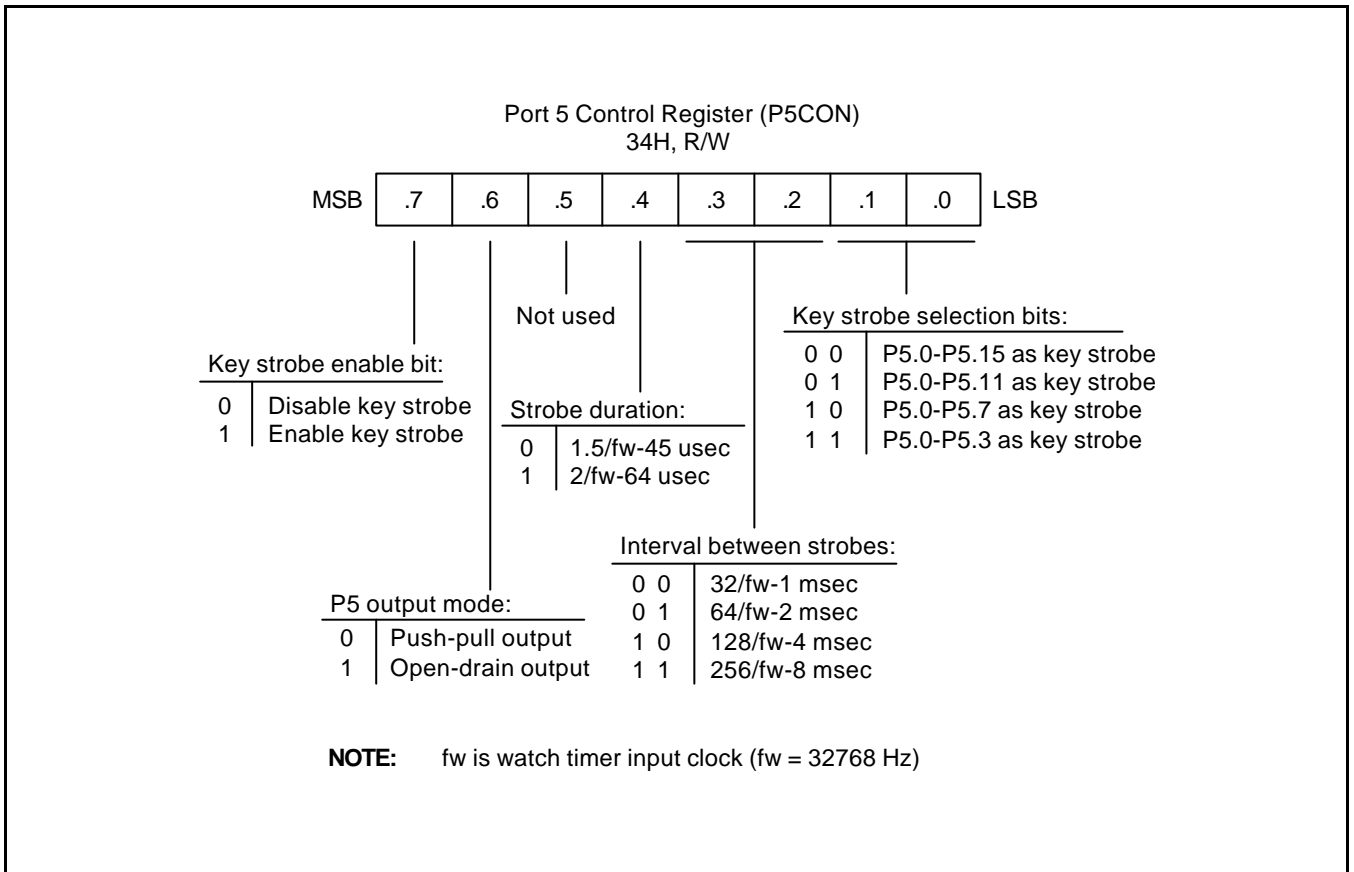 Port 5 Control Register (P5CON)
34H, R/W
MSB .7 .6 .5 .4 .3 .2 .1 .0 LSB
Not used
Key strobe selection bits:
0 0 P5.0-P5.15 as key strobe
0 1 P5.0-P5.11 as key strobe
1 0 P5.0-P5.7 as key strobe
1 1 P5.0-P5.3 as key strobe
Key strobe enable bit:
0 Disable key strobe
1 Enable key strobe
Strobe duration:
0 1.5/fw-45 usec
1 2/fw-64 usec
Interval between strobes:
0 0 32/fw-1 msec
0 1 64/fw-2 msec
1 0 128/fw-4 msec
1 1 256/fw-8 msec
P5 output mode:
0 Push-pull output
1 Open-drain output
NOTE: fw is watch timer input clock (fw = 32768 Hz)